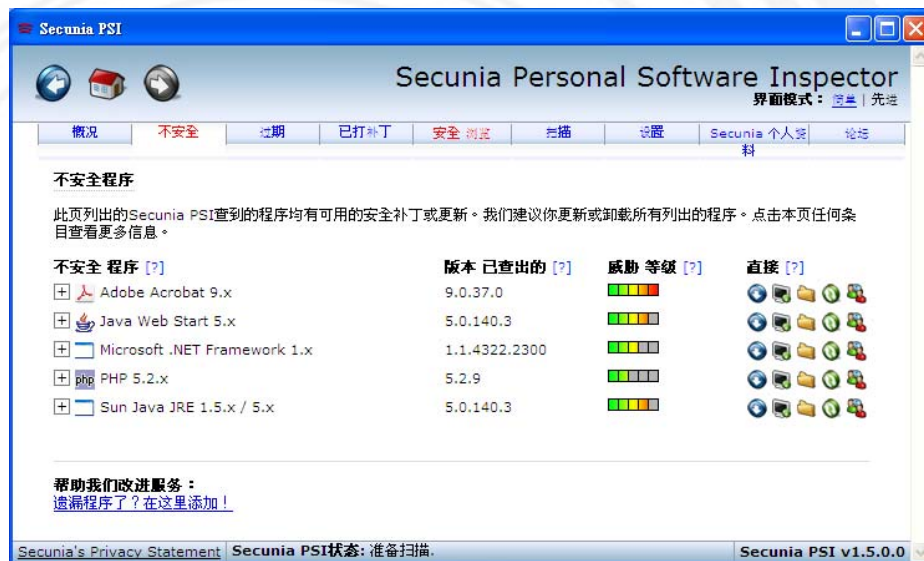 Secunia PSI
Secunia Personal Software Inspector
界面模式： 简单 | 先进
概况 不安全 过期 已打补丁 安全 浏览 扫描 设置 Secunia 个人资料 论坛
不安全程序
此页列出的Secunia PSI查到的程序均有可用的安全补丁或更新。我们建议你更新或卸载所有列出的程序。点击本页任何条
目查看更多信息。
不安全 程序 [?] 版本 已查出的 [?] 威胁 等级 [?] 直接 [?]
Adobe Acrobat 9.x 9.0.37.0
Java Web Start 5.x 5.0.140.3
Microsoft .NET Framework 1.x 1.1.4322.2300
php PHP 5.2.x 5.2.9
Sun Java JRE 1.5.x / 5.x 5.0.140.3
帮助我们改进服务：
遗漏程序了？在这里添加！
Secunia's Privacy Statement Secunia PSI状态: 准备扫描. Secunia PSI v1.5.0.0